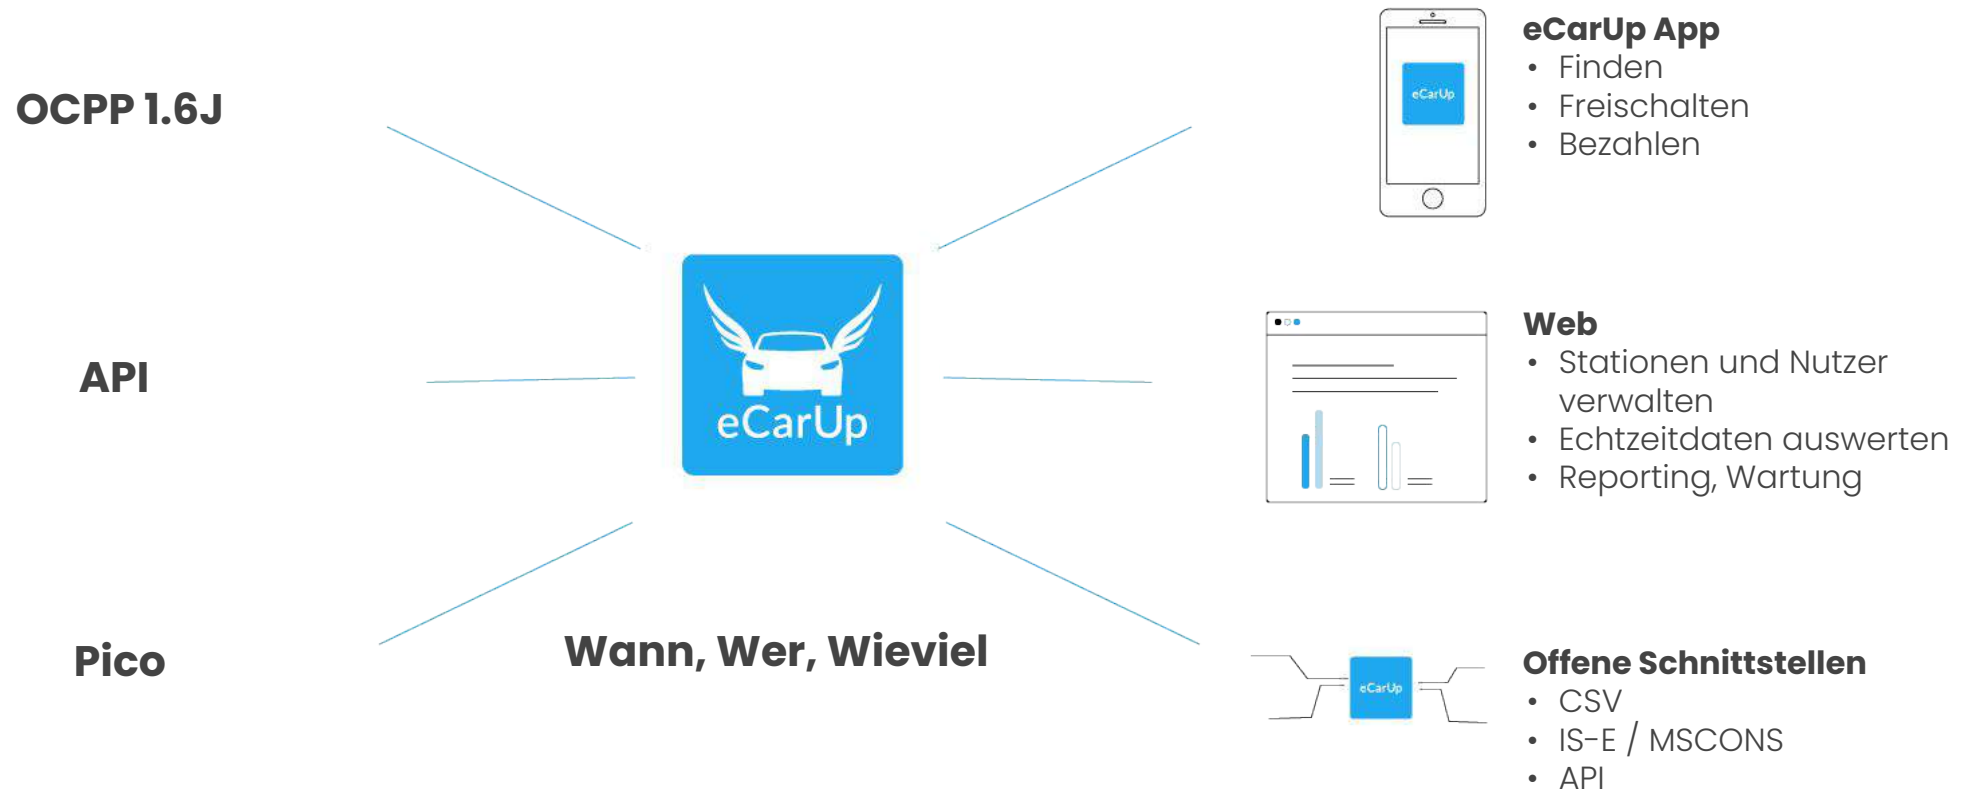 OCPP 1.6J
API
Pico
eCarUp
Wann, Wer, Wieviel
eCarUp
eCarUp App
• Finden
• Freischalten
• Bezahlen
Web
• Stationen und Nutzer
verwalten
• Echtzeitdaten auswerten
• Reporting, Wartung
eCarUp
Offene Schnittstellen
• CSV
• IS-E / MSCONS
• API